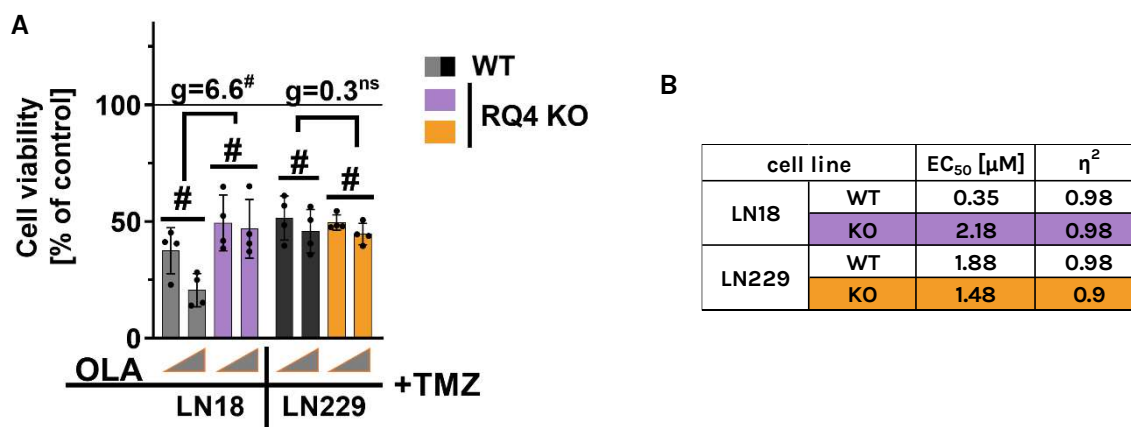 A
Cell viability
[% of control]
100
50
0
g=6.6#
g=0.3ns
#
#
#
#
WT
RQ4 KO
OLA
+TMZ
LN18
LN229
B
cell line EC50 [μM] η2
LN18 WT 0.35 0.98
KO 2.18 0.98
LN229 WT 1.88 0.98
KO 1.48 0.9